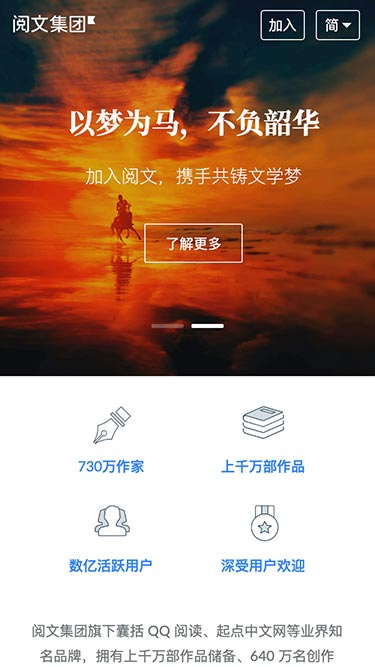 阅文集团
加入
简
以梦为马，不负韶华
加入阅文，携手共铸文学梦
了解更多
730万作家
上千万部作品
数亿活跃用户
深受用户欢迎
阅文集团旗下囊括 QQ 阅读、起点中文网等业界知
名品牌，拥有上千万部作品储备、640 万名创作